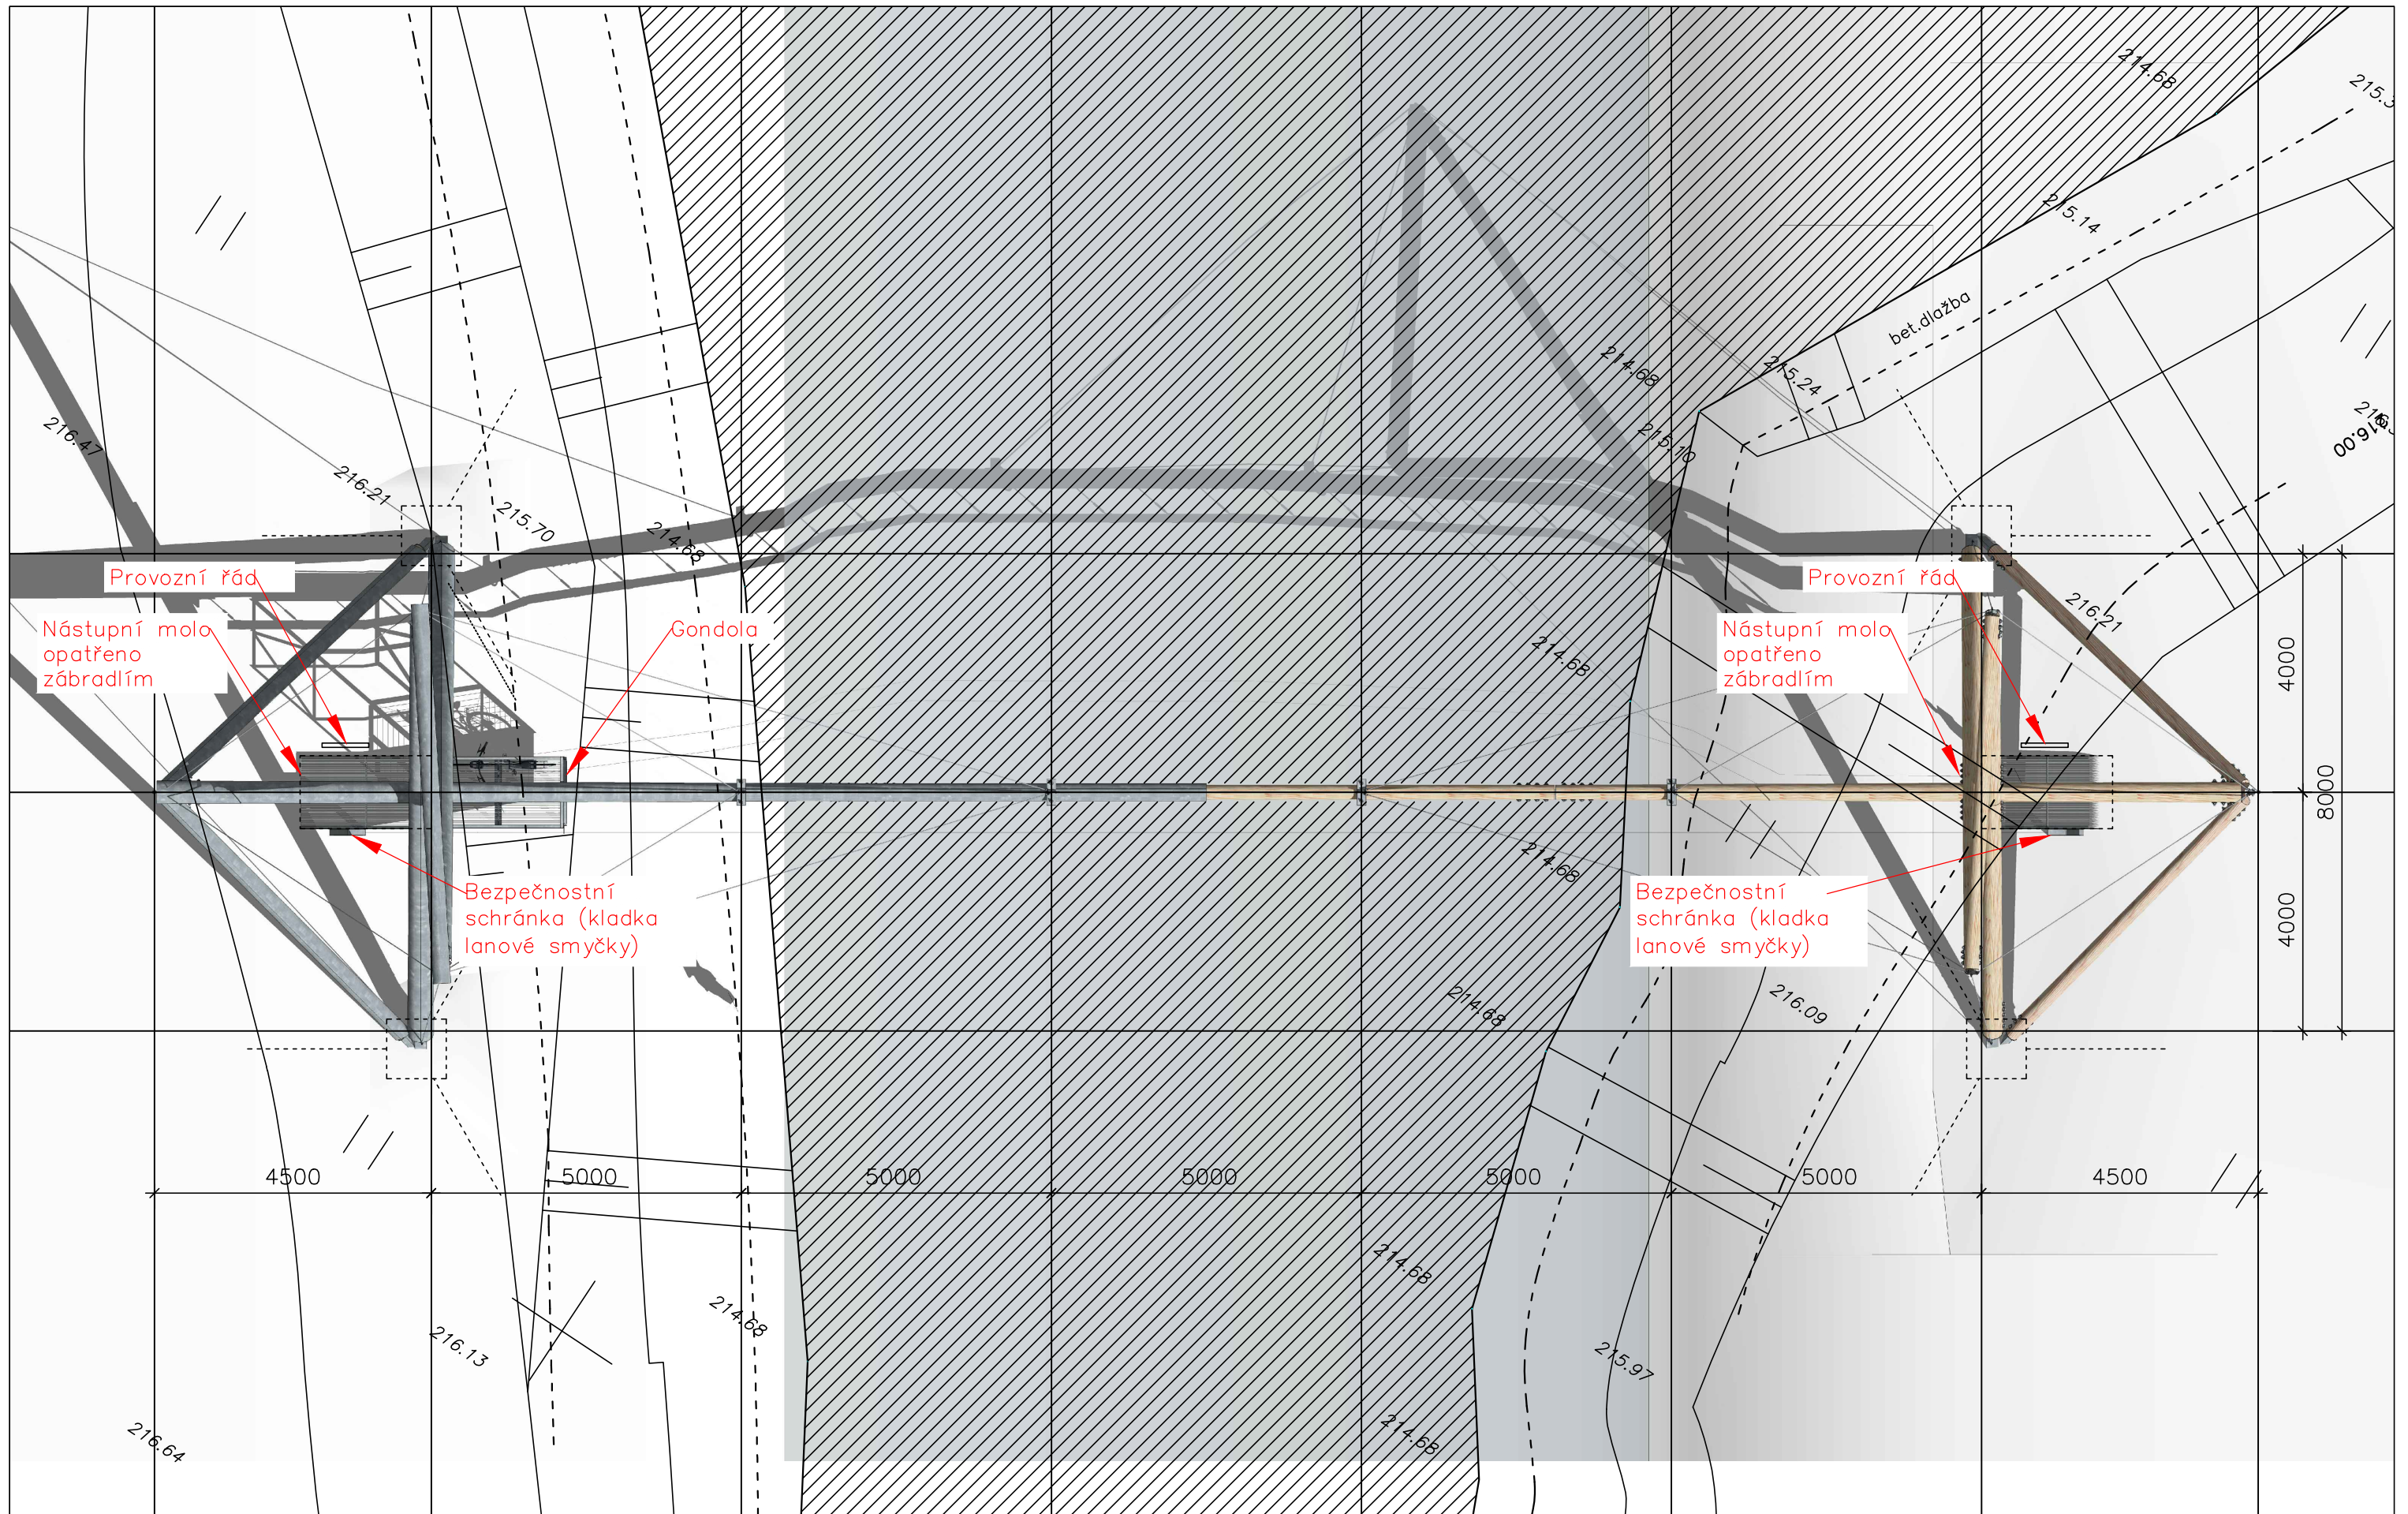 214.68
215.14
bet.dlažba
214.68
215.24
215.10
216.47
216.21
215.70
214.68
216.00
Provozní řád
Nástupní molo
opatřeno
zábradlím
Gondola
214.68
Provozní řád
Nástupní molo
opatřeno
zábradlím
216.21
4000
8000
4000
214.68
Bezpečnostní
schránka (kladka
lanové smyčky)
Bezpečnostní
schránka (kladka
lanové smyčky)
214.68
216.09
4500
5000
5000
5000
5000
5000
4500
214.68
214.68
216.13
215.97
216.64
214.68